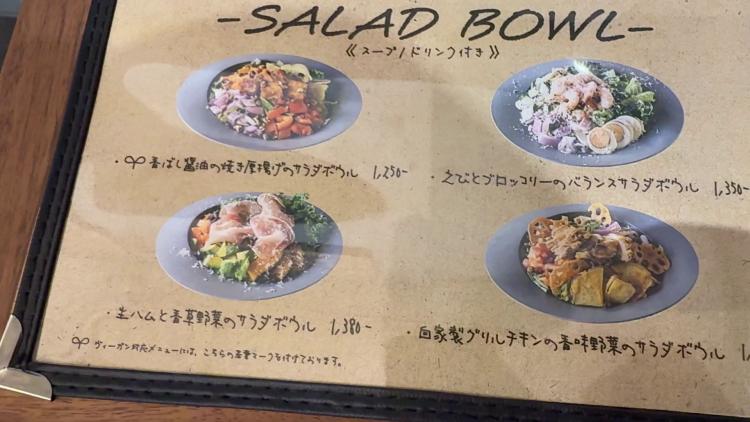 -SALAD BOWL-
《スープ/ドリンク付き》
・香ばし醤油の焼き厚揚げのサラダボウル 1,250-
・えびとブロッコリーのバランスサラダボウル 1,350-
・生ハムと香草野菜のサラダボウル 1,380-
・自家製グリルチキンの香味野菜のサラダボウル
ヴィーガン対応メニューには、こちらの双葉マークを付けております。